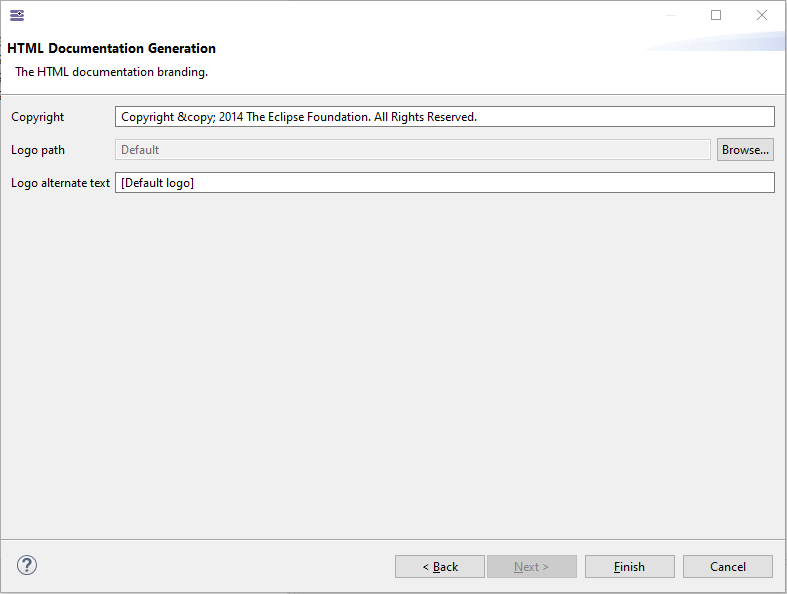 HTML Documentation Generation
The HTML documentation branding.
Copyright Copyright &copy; 2014 The Eclipse Foundation. All Rights Reserved.
Logo path Default Browse...
Logo alternate text [Default logo]
? < Back Next > Finish Cancel